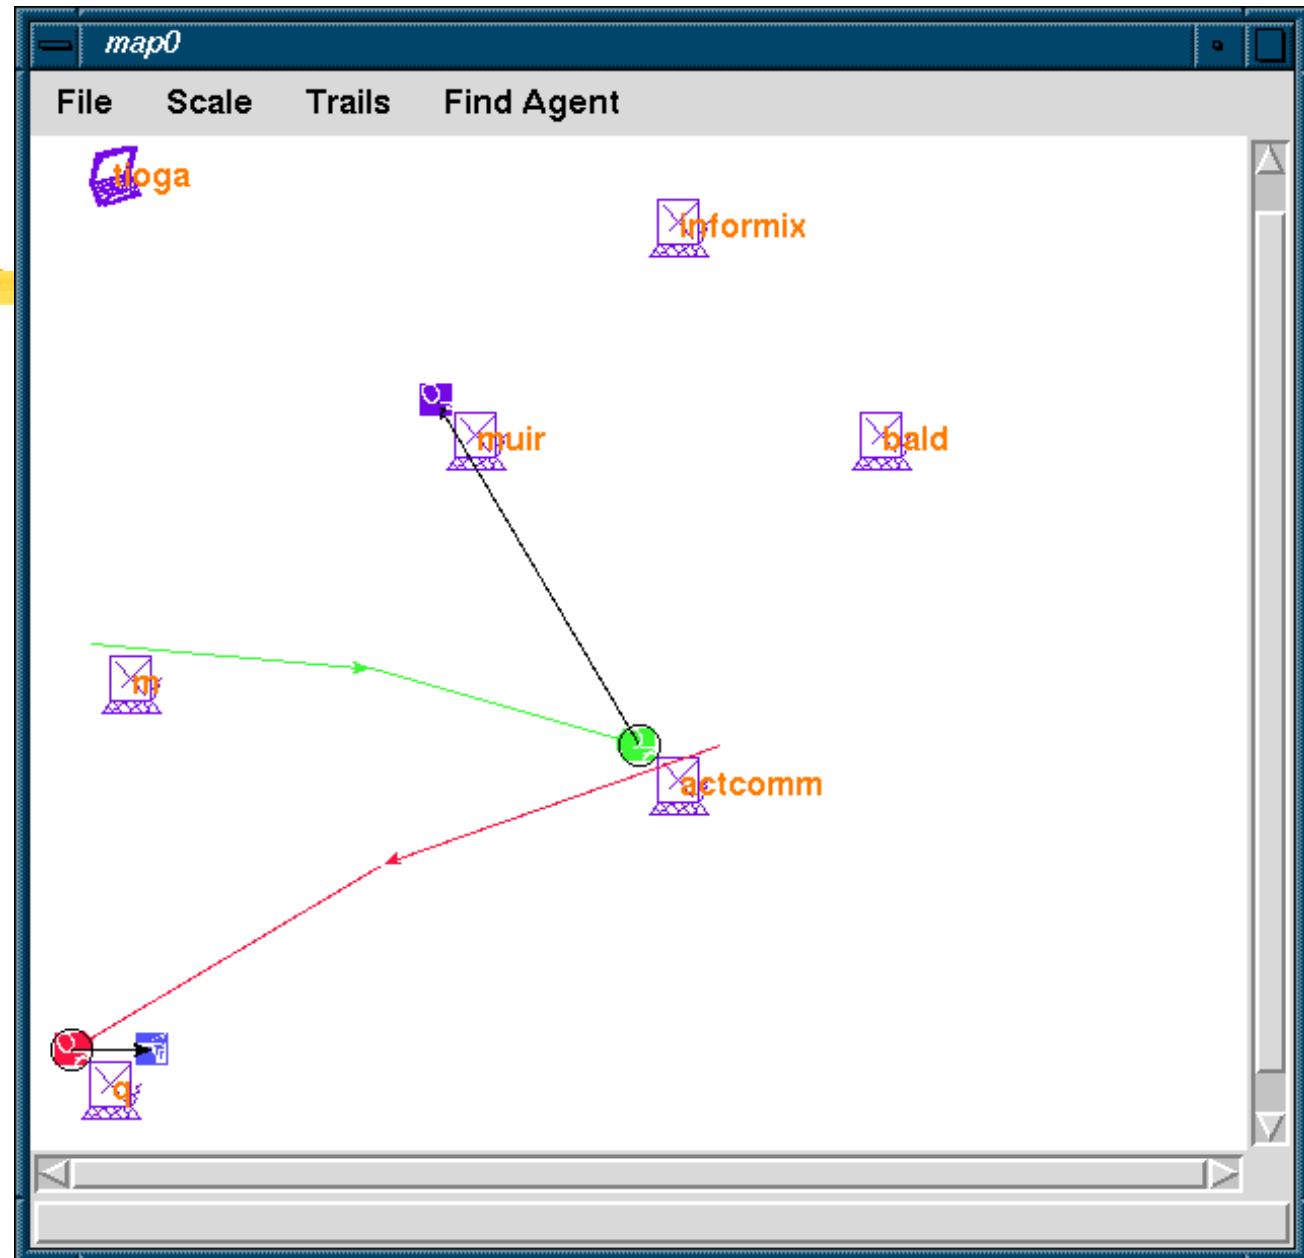 map0
File Scale Trails Find Agent
tioga
informix
muir
bald
m
actcomm
q